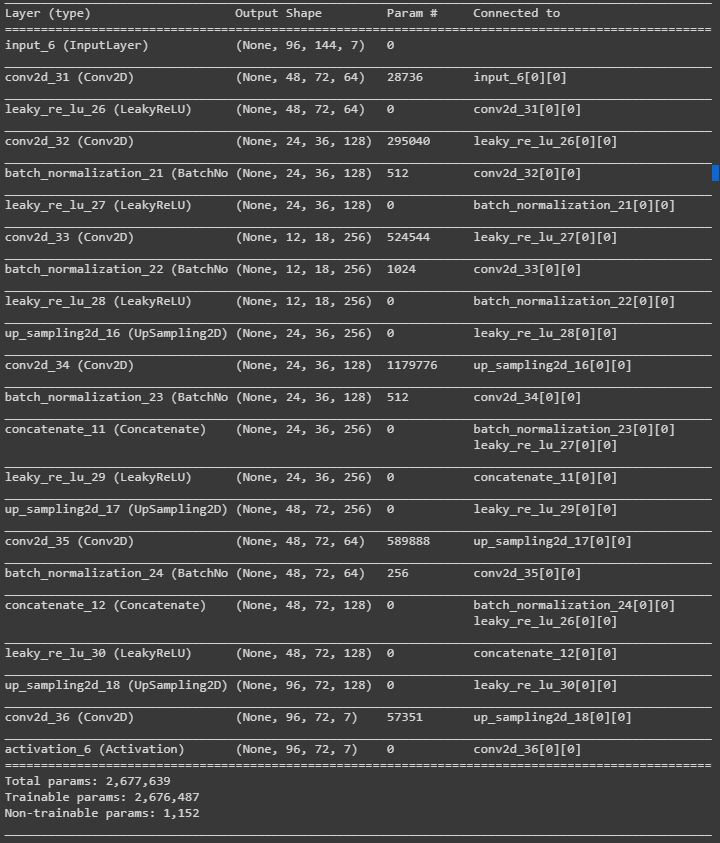 Layer (type) Output Shape Param # Connected to
input_6 (InputLayer) (None, 96, 144, 7) 0
conv2d_31 (Conv2D) (None, 48, 72, 64) 28736 input_6[0][0]
leaky_re_lu_26 (LeakyReLU) (None, 48, 72, 64) 0 conv2d_31[0][0]
conv2d_32 (Conv2D) (None, 24, 36, 128) 295040 leaky_re_lu_26[0][0]
batch_normalization_21 (BatchNo (None, 24, 36, 128) 512 conv2d_32[0][0]
leaky_re_lu_27 (LeakyReLU) (None, 24, 36, 128) 0 batch_normalization_21[0][0]
conv2d_33 (Conv2D) (None, 12, 18, 256) 524544 leaky_re_lu_27[0][0]
batch_normalization_22 (BatchNo (None, 12, 18, 256) 1024 conv2d_33[0][0]
leaky_re_lu_28 (LeakyReLU) (None, 12, 18, 256) 0 batch_normalization_22[0][0]
up_sampling2d_16 (UpSampling2D) (None, 24, 36, 256) 0 leaky_re_lu_28[0][0]
conv2d_34 (Conv2D) (None, 24, 36, 128) 1179776 up_sampling2d_16[0][0]
batch_normalization_23 (BatchNo (None, 24, 36, 128) 512 conv2d_34[0][0]
concatenate_11 (Concatenate) (None, 24, 36, 256) 0 batch_normalization_23[0][0]
leaky_re_lu_27[0][0]
leaky_re_lu_29 (LeakyReLU) (None, 24, 36, 256) 0 concatenate_11[0][0]
up_sampling2d_17 (UpSampling2D) (None, 48, 72, 256) 0 leaky_re_lu_29[0][0]
conv2d_35 (Conv2D) (None, 48, 72, 64) 589888 up_sampling2d_17[0][0]
batch_normalization_24 (BatchNo (None, 48, 72, 64) 256 conv2d_35[0][0]
concatenate_12 (Concatenate) (None, 48, 72, 128) 0 batch_normalization_24[0][0]
leaky_re_lu_26[0][0]
leaky_re_lu_30 (LeakyReLU) (None, 48, 72, 128) 0 concatenate_12[0][0]
up_sampling2d_18 (UpSampling2D) (None, 96, 72, 128) 0 leaky_re_lu_30[0][0]
conv2d_36 (Conv2D) (None, 96, 72, 7) 57351 up_sampling2d_18[0][0]
activation_6 (Activation) (None, 96, 72, 7) 0 conv2d_36[0][0]
Total params: 2,677,639
Trainable params: 2,676,487
Non-trainable params: 1,152